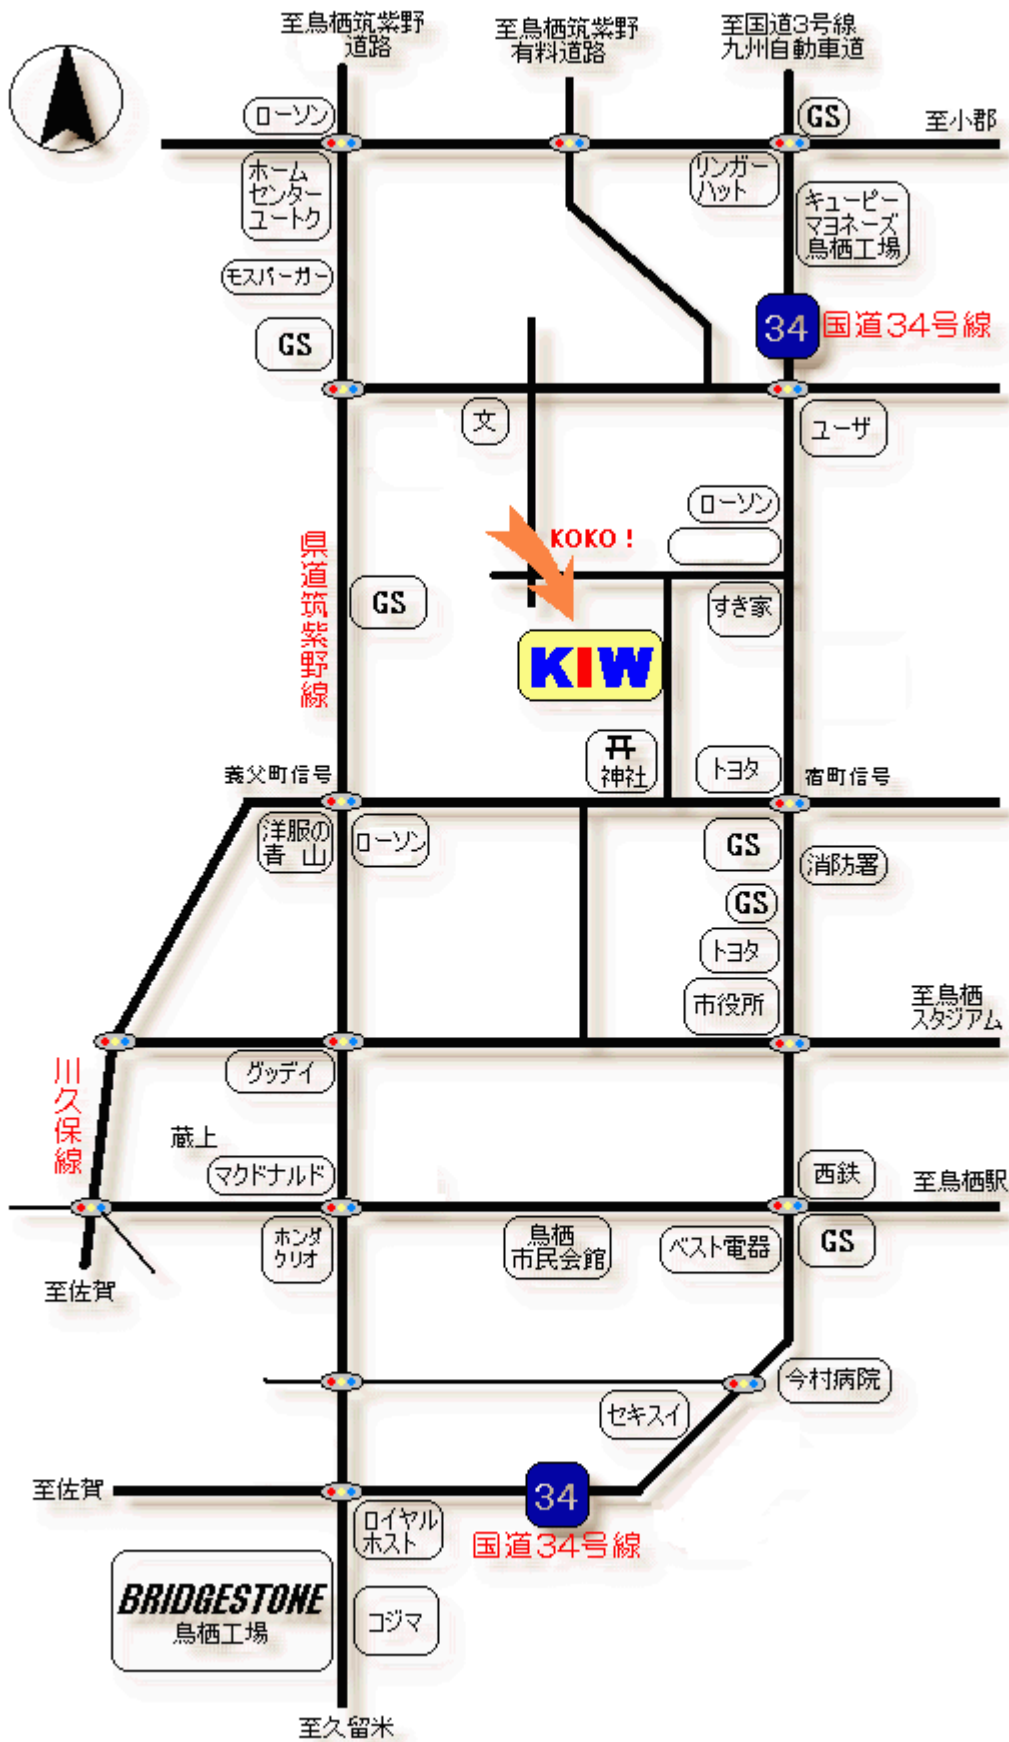 至鳥栖筑紫野
道路
至鳥栖筑紫野
有料道路
至国道3号線
九州自動車道
ローソン
GS
至小郡
ホーム
センター
ユートク
リンガー
ハット
キューピー
マヨネーズ
鳥栖工場
モスバーガー
34
国道34号線
GS
文
ユーザ
ローソン
KOKO !
県道筑紫野線
GS
すき家
KIW
神社
トヨタ
養父町信号
宿町信号
洋服の
青 山
ローソン
GS
消防署
GS
トヨタ
市役所
至鳥栖
スタジアム
グッデイ
川久保線
蔵上
マクドナルド
西鉄
至鳥栖駅
ホンダ
クリオ
鳥栖
市民会館
ベスト電器
GS
至佐賀
今村病院
セキスイ
至佐賀
34
ロイヤル
ホスト
国道34号線
BRIDGESTONE
鳥栖工場
コジマ
至久留米